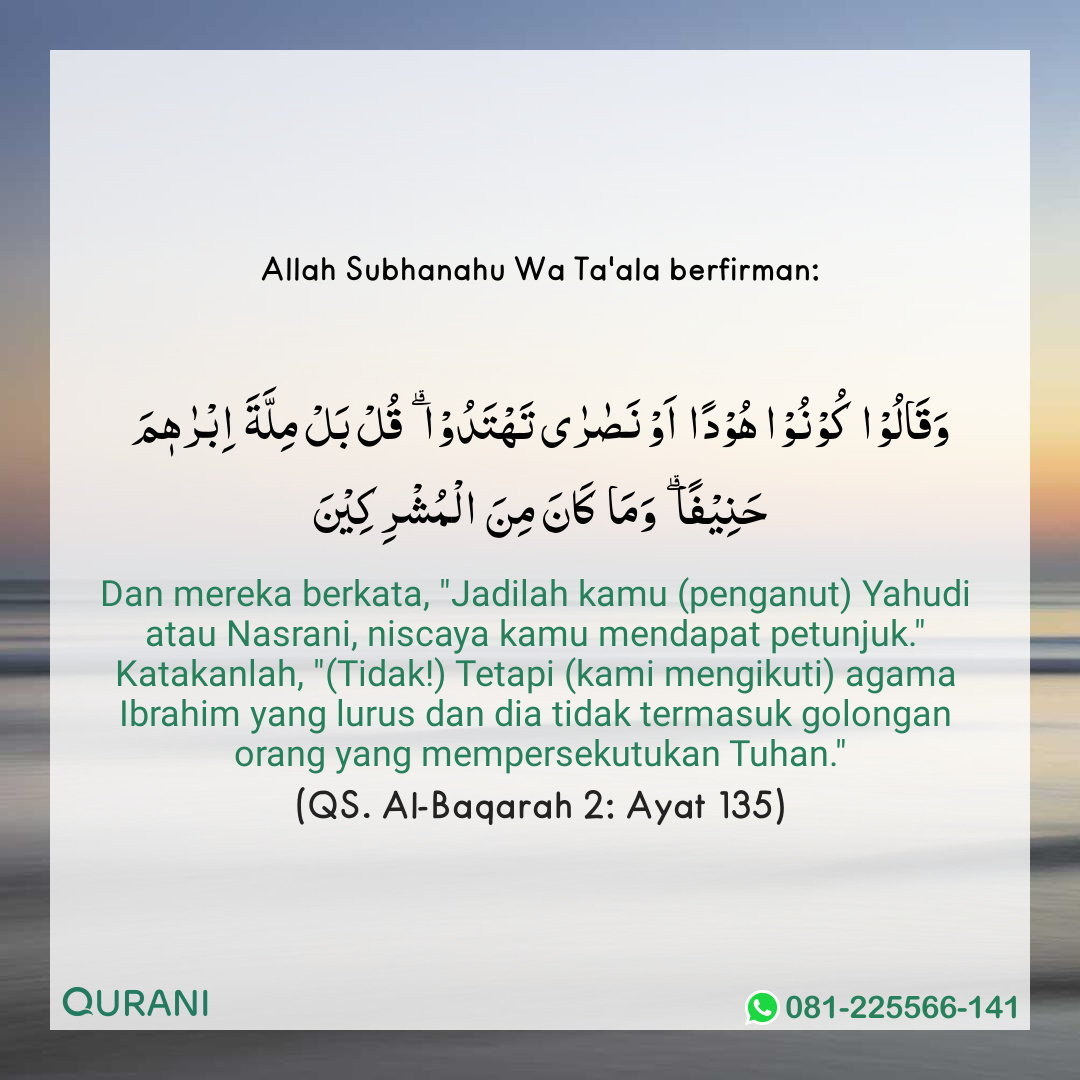 Allah Subhanahu Wa Ta'ala berfirman:
وَقَالُوْا كُوْنُوْا هُوْدًا اَوْ نَصٰرٰى تَهْتَدُوْاۗ قُلْ بَلْ مِلَّةَ اِبْرٰهٖمَ
حَنِيْفًاۗ وَمَا كَانَ مِنَ الْمُشْرِكِيْنَ
Dan mereka berkata, "Jadilah kamu (penganut) Yahudi
atau Nasrani, niscaya kamu mendapat petunjuk."
Katakanlah, "(Tidak!) Tetapi (kami mengikuti) agama
Ibrahim yang lurus dan dia tidak termasuk golongan
orang yang mempersekutukan Tuhan."
(QS. Al-Baqarah 2: Ayat 135)
QURANI
081-225566-141